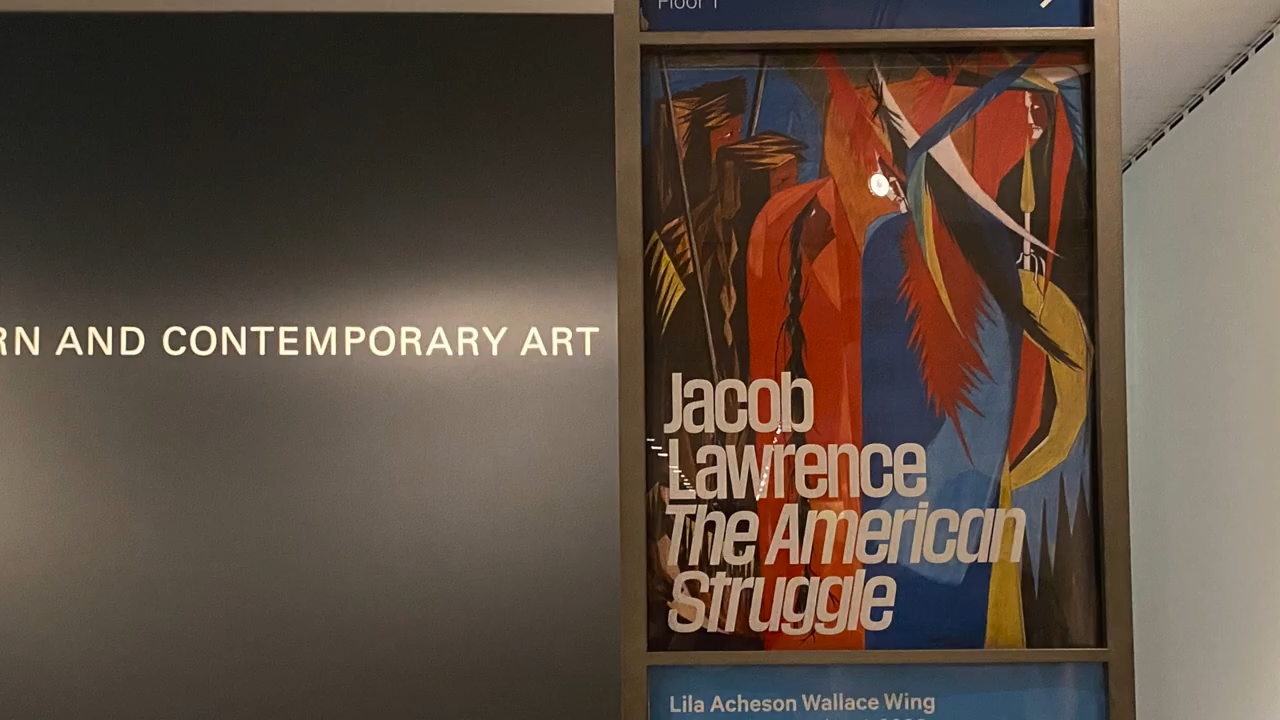 Floor 1
RN AND CONTEMPORARY ART
Jacob
Lawrence
The American
Struggle
Lila Acheson Wallace Wing